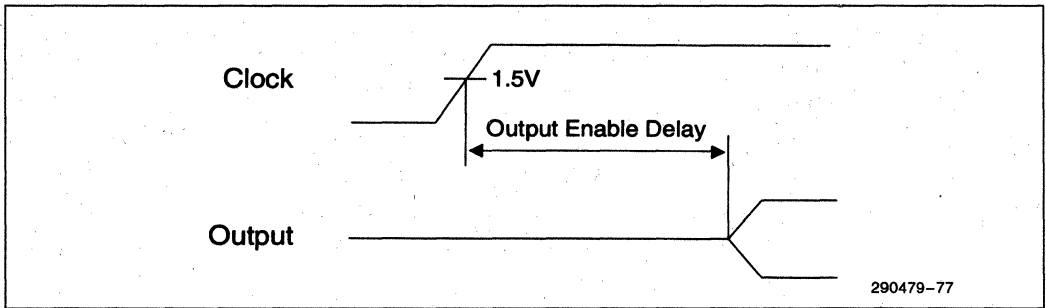 Clock
1.5V
Output Enable Delay
Output
290479–77